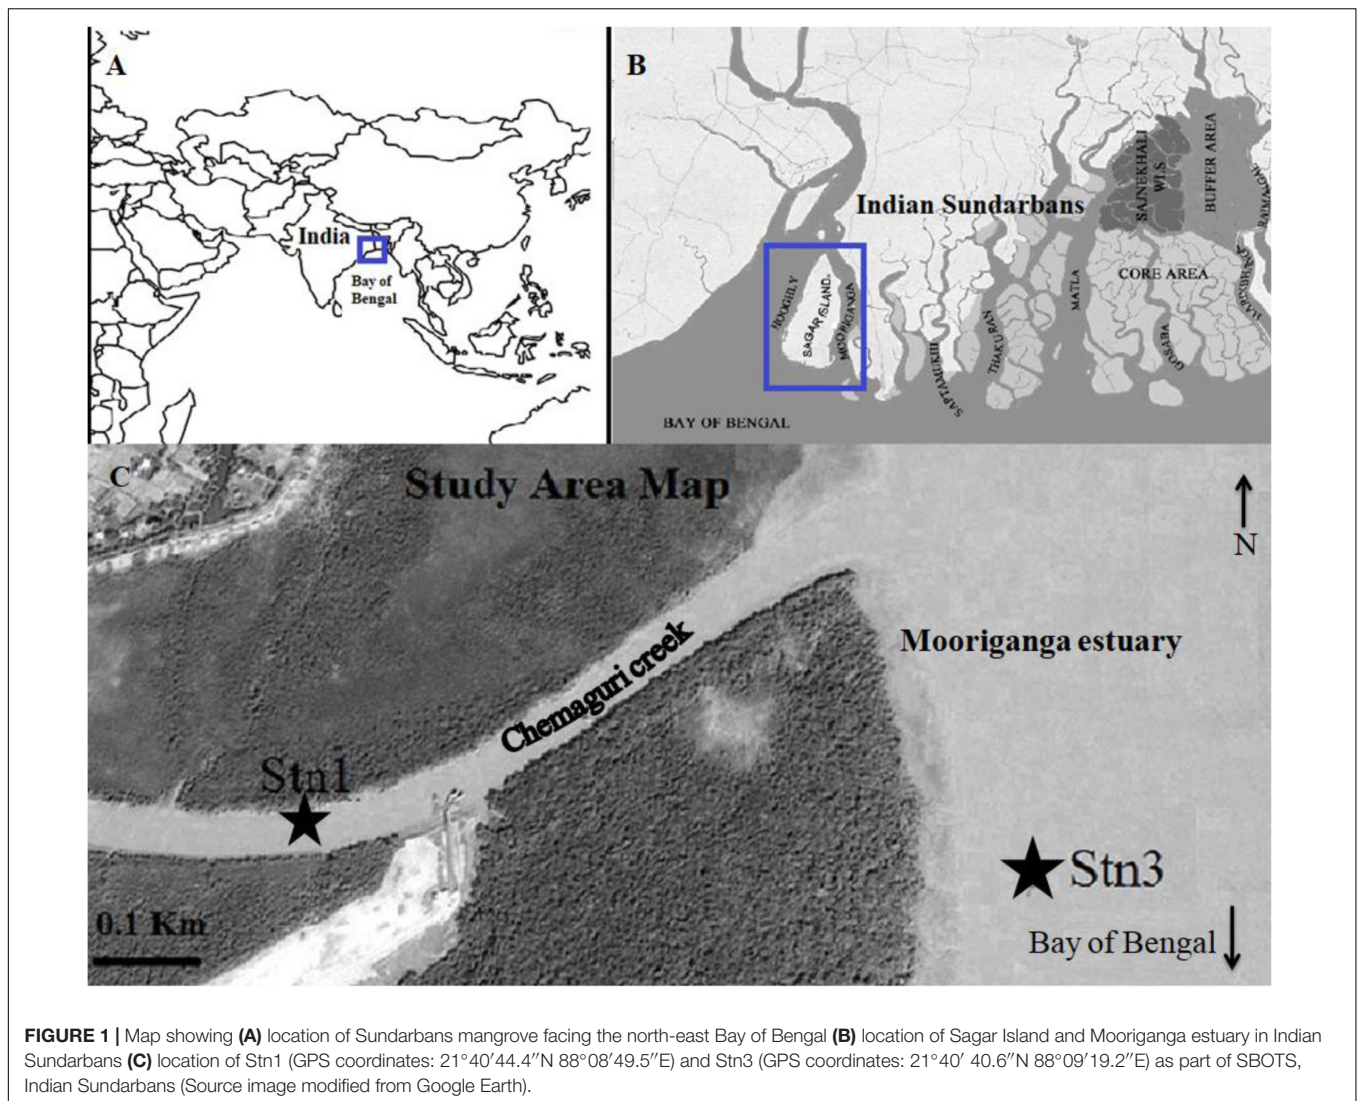 A
India
Bay of
Bengal
B
Indian Sundarbans
SAJNEKHALI
WLS
BUFFER AREA
RAIMANGAL
CORE AREA
HOOGHLY
SAGAR ISLAND
MOORIGANGA
SAPTAMUKHI
THAKURAN
MATLA
GOSABA
BAY OF BENGAL
C
Study Area Map
N
Mooriganga estuary
Chemaguri creek
Stn1
Stn3
0.1 Km
Bay of Bengal
FIGURE 1 | Map showing (A) location of Sundarbans mangrove facing the north-east Bay of Bengal (B) location of Sagar Island and Mooriganga estuary in Indian
Sundarbans (C) location of Stn1 (GPS coordinates: 21°40′44.4″N 88°08′49.5″E) and Stn3 (GPS coordinates: 21°40′ 40.6″N 88°09′19.2″E) as part of SBOTS,
Indian Sundarbans (Source image modified from Google Earth).